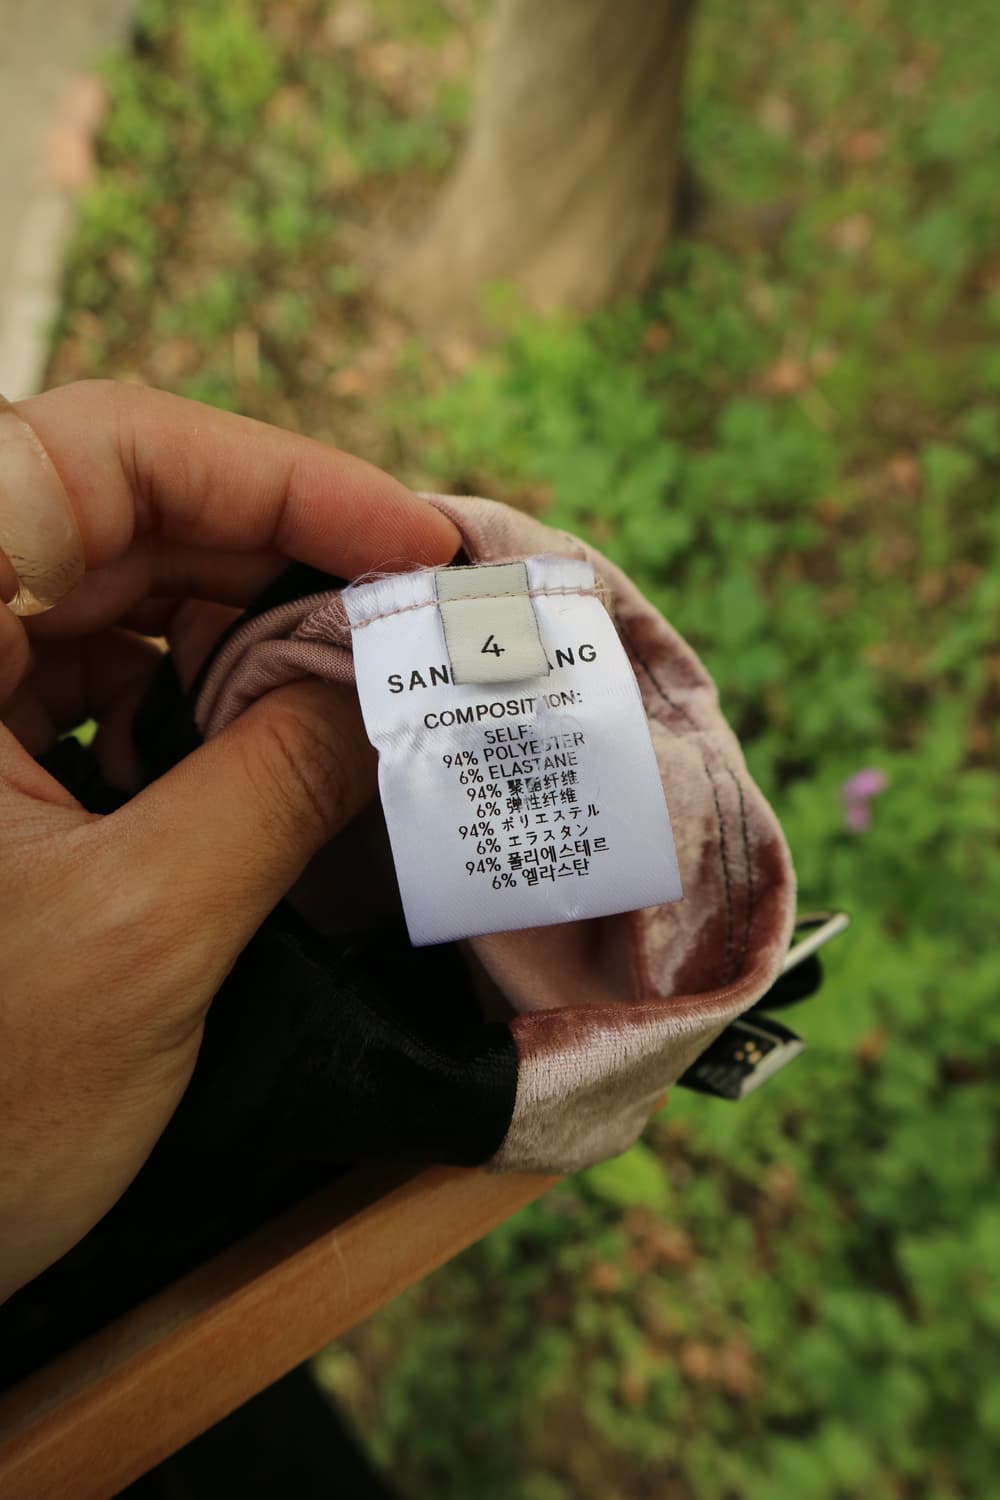 4
SAN ANG
COMPOSITION:
SELF:
94% POLYESTER
6% ELASTANE
94% 聚酯纤维
6% 弹性纤维
94% ポリエステル
6% エラスタン
94% 폴리에스테르
6% 엘라스탄